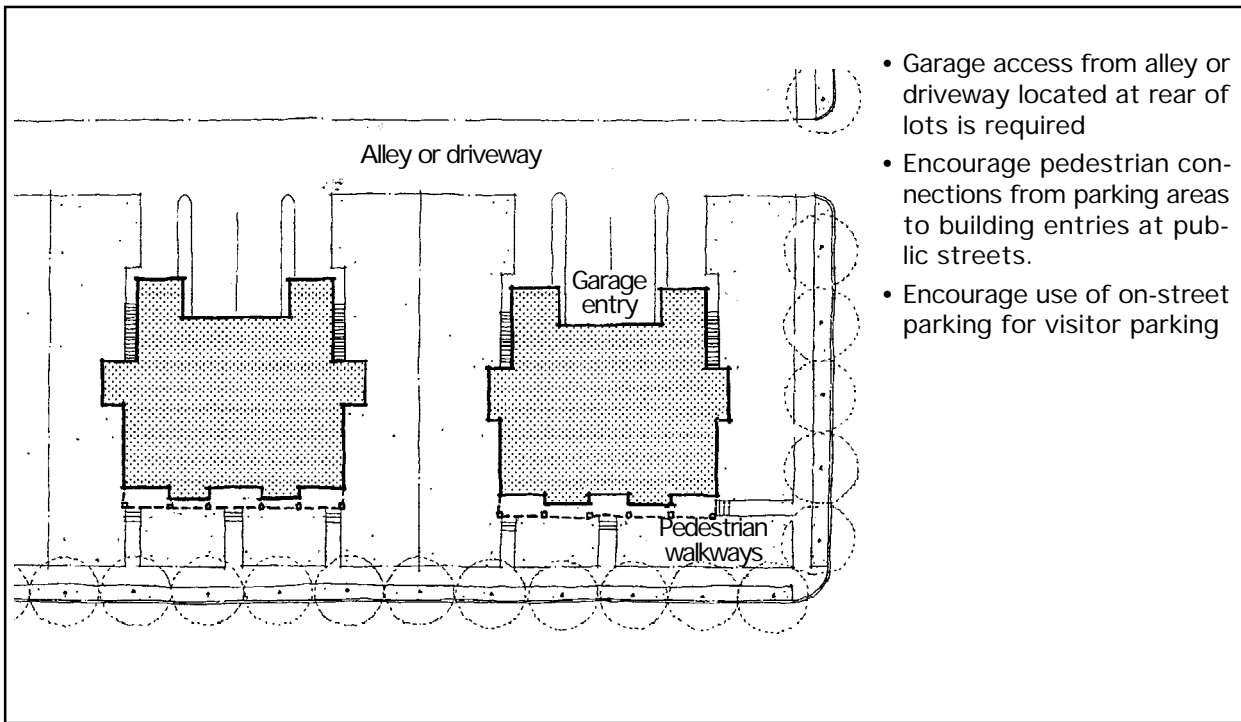 Alley or driveway
Garage
entry
Pedestrian
walkways
• Garage access from alley or
driveway located at rear of
lots is required
• Encourage pedestrian con-
nections from parking areas
to building entries at pub-
lic streets.
• Encourage use of on-street
parking for visitor parking